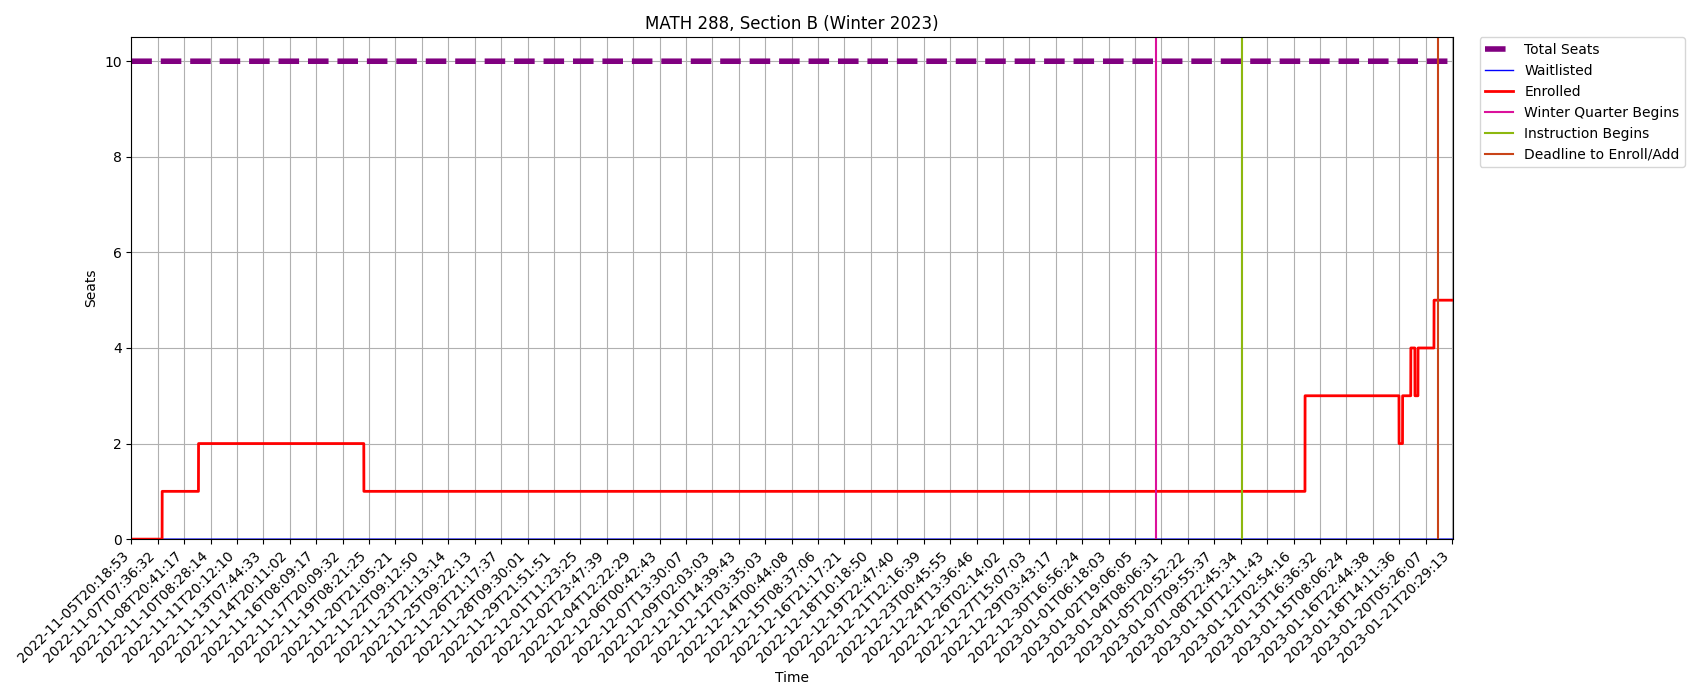 MATH 288, Section B (Winter 2023)
Total Seats
Waitlisted
Enrolled
Winter Quarter Begins
Instruction Begins
Deadline to Enroll/Add
Seats
10
8
6
4
2
0
2022-11-05T20:18:53
2022-11-07T07:36:32
2022-11-08T20:41:17
2022-11-10T08:28:14
2022-11-11T20:12:10
2022-11-13T07:44:33
2022-11-14T20:11:02
2022-11-16T08:09:17
2022-11-17T20:09:32
2022-11-19T08:21:25
2022-11-20T21:05:21
2022-11-22T09:12:50
2022-11-23T21:13:14
2022-11-25T09:22:13
2022-11-26T21:17:37
2022-11-28T09:30:01
2022-11-29T21:51:51
2022-12-01T11:23:25
2022-12-02T23:47:39
2022-12-04T12:22:29
2022-12-06T00:42:43
2022-12-07T13:30:07
2022-12-09T02:03:03
2022-12-10T14:39:43
2022-12-12T03:35:03
2022-12-14T00:44:08
2022-12-15T08:37:06
2022-12-16T21:17:21
2022-12-18T10:18:50
2022-12-19T22:47:40
2022-12-21T12:16:39
2022-12-23T00:45:55
2022-12-24T13:36:46
2022-12-26T02:14:02
2022-12-27T15:07:03
2022-12-29T03:43:17
2022-12-30T16:56:24
2023-01-01T06:18:03
2023-01-02T19:06:05
2023-01-04T08:06:31
2023-01-05T20:52:22
2023-01-07T09:55:37
2023-01-08T22:45:34
2023-01-10T12:11:43
2023-01-12T02:54:16
2023-01-13T16:36:32
2023-01-15T08:06:24
2023-01-16T22:44:38
2023-01-18T14:11:36
2023-01-20T05:26:07
2023-01-21T20:29:13
Time